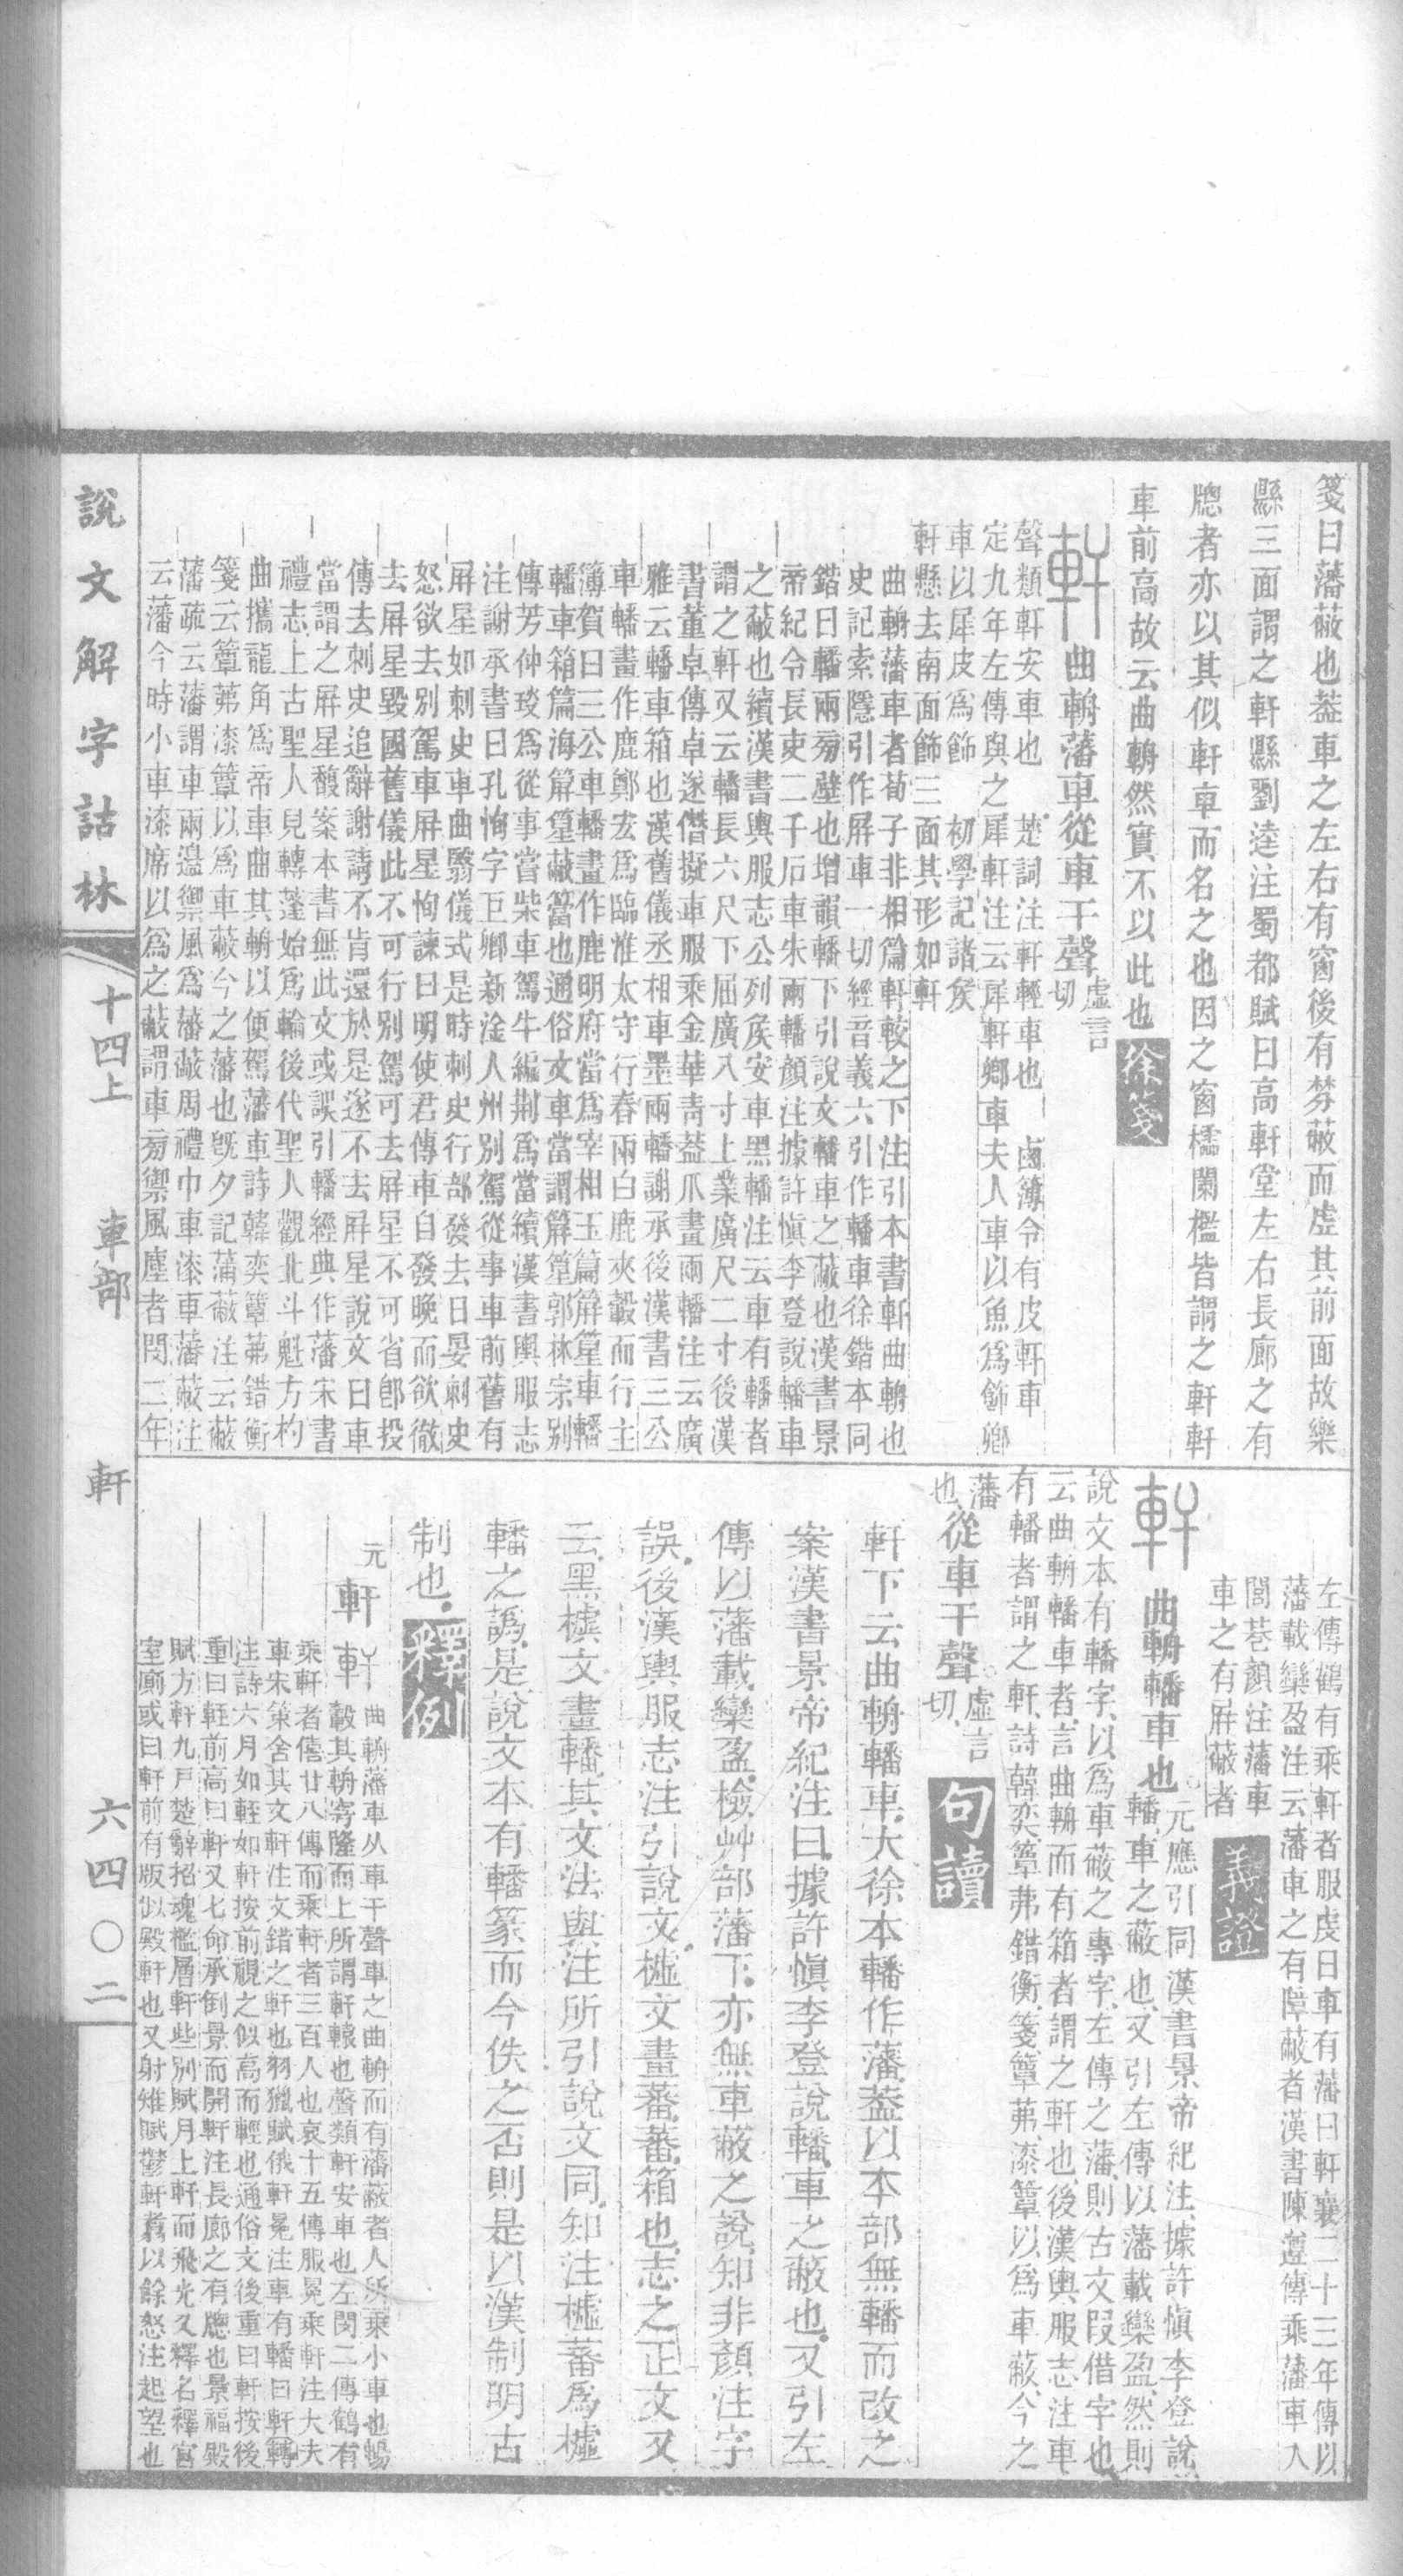 箋曰藩蔽也葢車之左右有窗後有笭蔽而虛其前面故樂
縣三面謂之軒縣劉逵注蜀都賦曰高軒堂左右長廊之有
牕者亦以其似軒車而名之也因之窗櫺闌檻皆謂之軒軒
車前高故云曲輈然實不以此也徐箋
軒曲輈藩車從車干聲虛言切
聲類軒安車也 楚詞注軒輕車也 鹵簿令有皮軒車
定九年左傳與之犀軒注云犀軒卿車夫人車以魚爲飾卿
車以犀皮爲飾 初學記諸矦
軒懸去南面飾三面其形如軒
曲輈藩車者荀子非相篇軒較之下注引本書軒曲輈也
史記索隱引作屏車一切經音義六引作轓車徐鍇本同
鍇曰轓兩㫄壁也增韻轓下引說文轓車之蔽也漢書景
帝紀令長吏二千石車朱兩轓顏注據許愼李登說轓車
之蔽也續漢書輿服志公列矦安車黑轓注云車有轓者
謂之軒又云轓長六尺下屈廣八寸上業廣尺二寸後漢
書董卓傳卓遂僭擬車服乘金華靑葢爪畫兩轓注云廣
雅云轓車箱也漢舊儀丞相車墨兩轓謝承後漢書三公
車轓畫作鹿鄭宏爲臨淮太守行春兩白鹿夾轂而行主
簿賀曰三公車轓畫作鹿明府當爲宰相玉篇屛篂車轓
轓車箱篇海屛篂蔽簹也通俗文車當謂屛篂郭林宗別
傳芳仲琰爲從事當柴車駕牛編荆爲當續漢書輿服志
注謝承書曰孔恂字巨卿新淦人州別駕從事車前舊有
屛星如刺史車曲翳儀式是時刺史行部發去日晏刺史
怒欲去別駕車屛星恂諫曰明使君傳車自發晚而欲徹
去屛星毀國舊儀此不可行別駕可去屛星不可省卽投
傳去刺史追辭謝請不肯還於是遂不去屛星說文曰車
當謂之屛星馥案本書無此文或誤引轓經典作藩宋書
禮志上古聖人見轉蓬始爲輪後代聖人觀北斗魁方杓
曲攜龍角爲帝車曲其輈以便駕藩車詩韓奕簟茀錯衡
箋云簟茀漆簟以爲車蔽今之藩也旣夕記蒲蔽注云蔽
藩疏云藩謂車兩邊禦風爲藩蔽周禮巾車漆車藩蔽注
云藩今時小車漆席以爲之蔽謂車㫄禦風塵者閔二年
左傳鶴有乘軒者服虔曰車有藩曰軒襄二十三年傳以
藩載欒盈注云藩車之有障蔽者漢書陳遵傳乘藩車入
閭巷顏注藩車
車之有屛蔽者義證
軒曲輈轓車也元應引同漢書景帝紀注據許愼李登說
轓車之蔽也又引左傳以藩載欒盈然則
說文本有轓字以爲車蔽之專字左傳之藩則古文叚借字也
云曲輈轓車者言曲輈而有箱者謂之軒也後漢輿服志注車
有轓者謂之軒詩韓奕簟茀錯衡箋簟茀漆簟以爲車蔽今之
藩也從車干聲虛言切句讀
軒下云曲輈轓車大徐本轓作藩葢以本部無轓而改之
案漢書景帝紀注曰據許愼李登說轓車之蔽也又引左
傳以藩載欒盈檢艸部藩下亦無車蔽之說知非顏注字
誤後漢輿服志注引說文樴文畫蕃蕃箱也志之正文又
云黑樴文畫轓其文法與注所引說文同知注樴蕃爲樴
轓之譌是說文本有轓篆而今佚之否則是以漢制明古
制也釋例
元軒軒曲輈藩車从車干聲車之曲輈而有藩蔽者人所乘小車也輰
轂其輈穹隆而上所謂軒轅也聲類軒安車也左閔二傳鶴有
乘軒者僖廿八傳而乘軒者三百人也哀十五傳服冕乘軒注大夫
車宋策舍其文軒注文錯之軒也羽獵賦俄軒冕注車有轓曰軒轉
注詩六月如輊如軒按前視之似高而輕也通俗文後重曰軒按後
重曰輊前高曰軒又七命承倒景而開軒注長廊之有牕也景福殿
賦方軒九戶楚辭招魂檻層軒些別賦月上軒而飛光又釋名釋宮
室廟或曰軒前有版似殿軒也又射雉賦鬱軒翥以餘怒注起望也
說文解字詁林 十四上 車部 軒 六四〇二